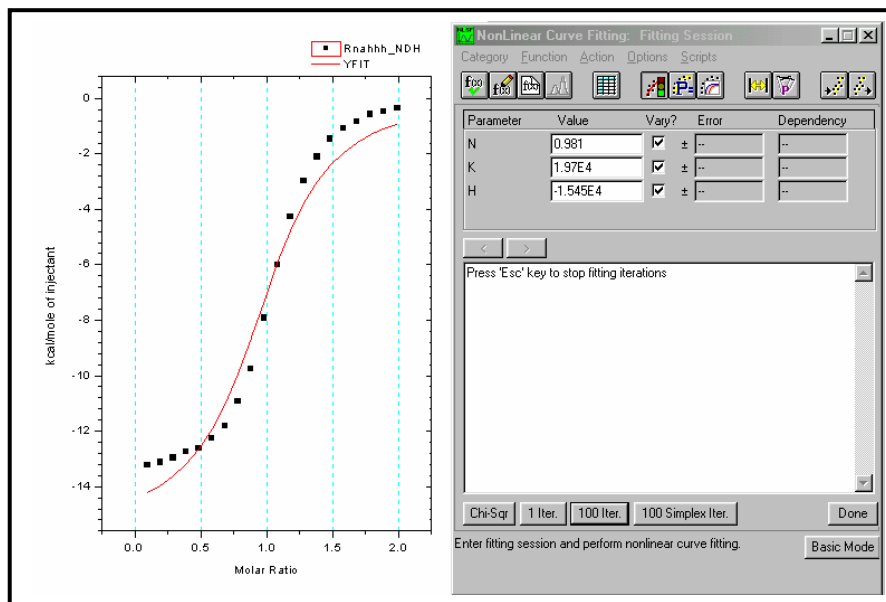 Rnahhh_NDH
YFIT
0
-2
-4
-6
-8
-10
-12
-14
kcal/mole of injectant
0.0 0.5 1.0 1.5 2.0
Molar Ratio
NonLinear Curve Fitting: Fitting Session
Category Function Action Options Scripts
Parameter Value Vary? Error Dependency
N 0.981 ± -- --
K 1.97E4 ± -- --
H -1.545E4 ± -- --
< >
Press 'Esc' key to stop fitting iterations
Chi-Sqr 1 Iter. 100 Iter. 100 Simplex Iter. Done
Enter fitting session and perform nonlinear curve fitting. Basic Mode